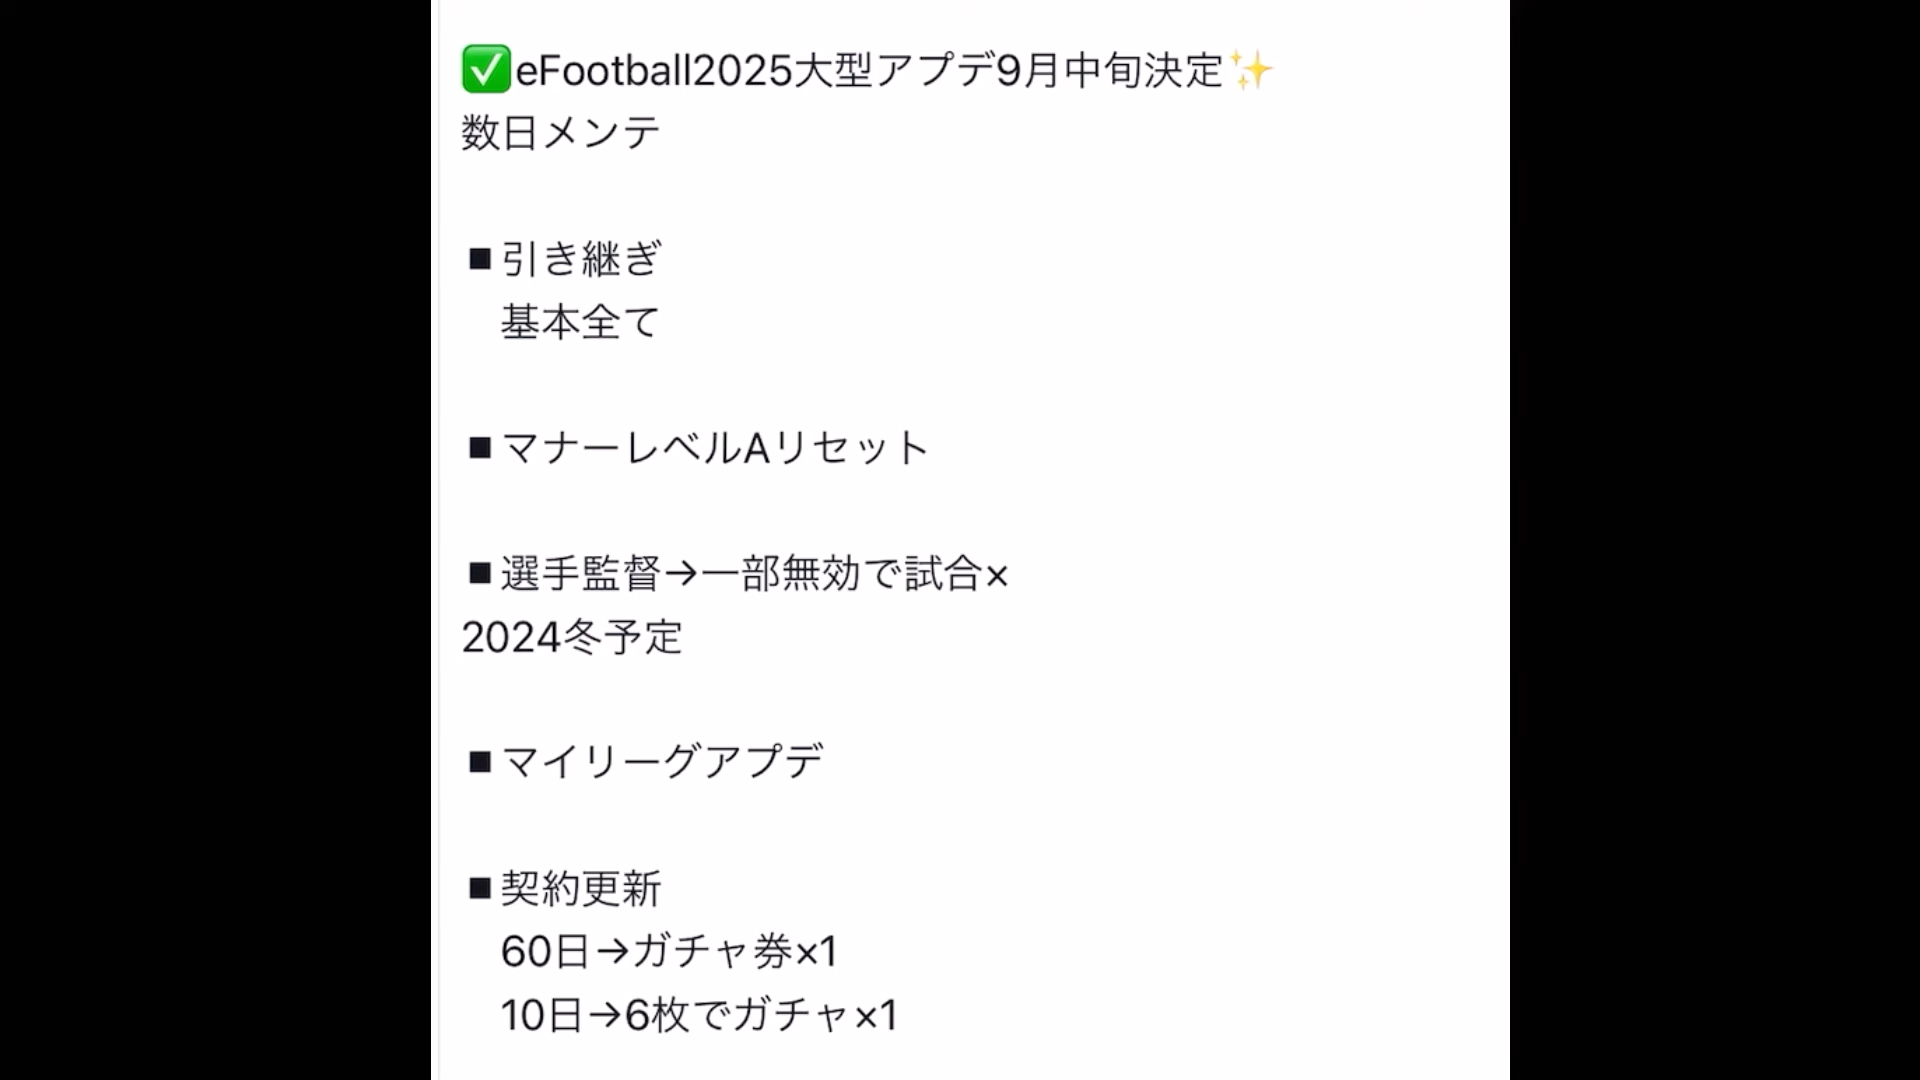 ✅eFootball2025大型アプデ9月中旬決定✨
数日メンテ
■引き継ぎ
基本全て
■マナーレベルAリセット
■選手監督→一部無効で試合×
2024冬予定
■マイリーグアプデ
■契約更新
60日→ガチャ券×1
10日→6枚でガチャ×1